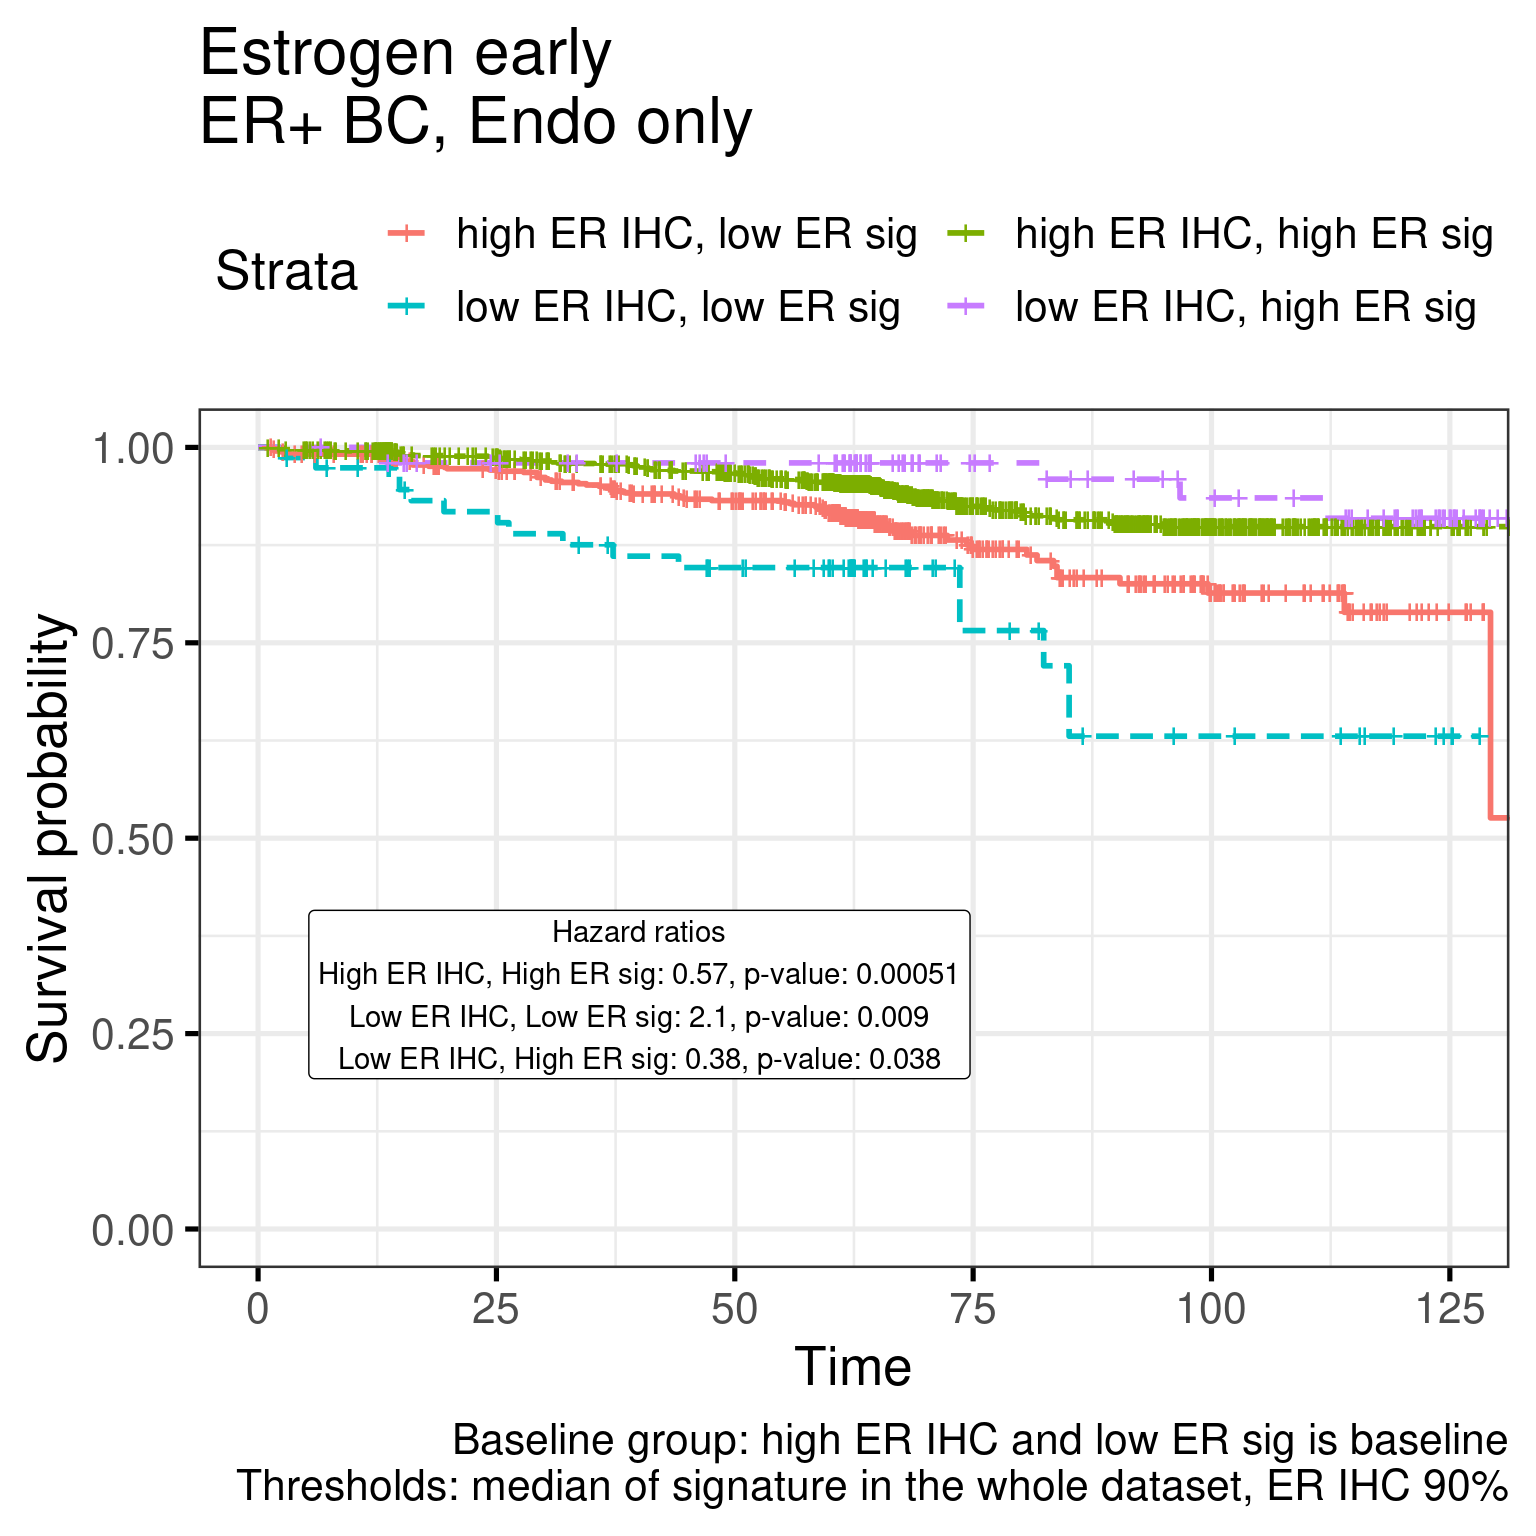 Estrogen early
ER+ BC, Endo only
Strata
high ER IHC, low ER sig
high ER IHC, high ER sig
low ER IHC, low ER sig
low ER IHC, high ER sig
Survival probability
1.00
0.75
0.50
0.25
0.00
Hazard ratios
High ER IHC, High ER sig: 0.57, p-value: 0.00051
Low ER IHC, Low ER sig: 2.1, p-value: 0.009
Low ER IHC, High ER sig: 0.38, p-value: 0.038
0 25 50 75 100 125
Time
Baseline group: high ER IHC and low ER sig is baseline
Thresholds: median of signature in the whole dataset, ER IHC 90%